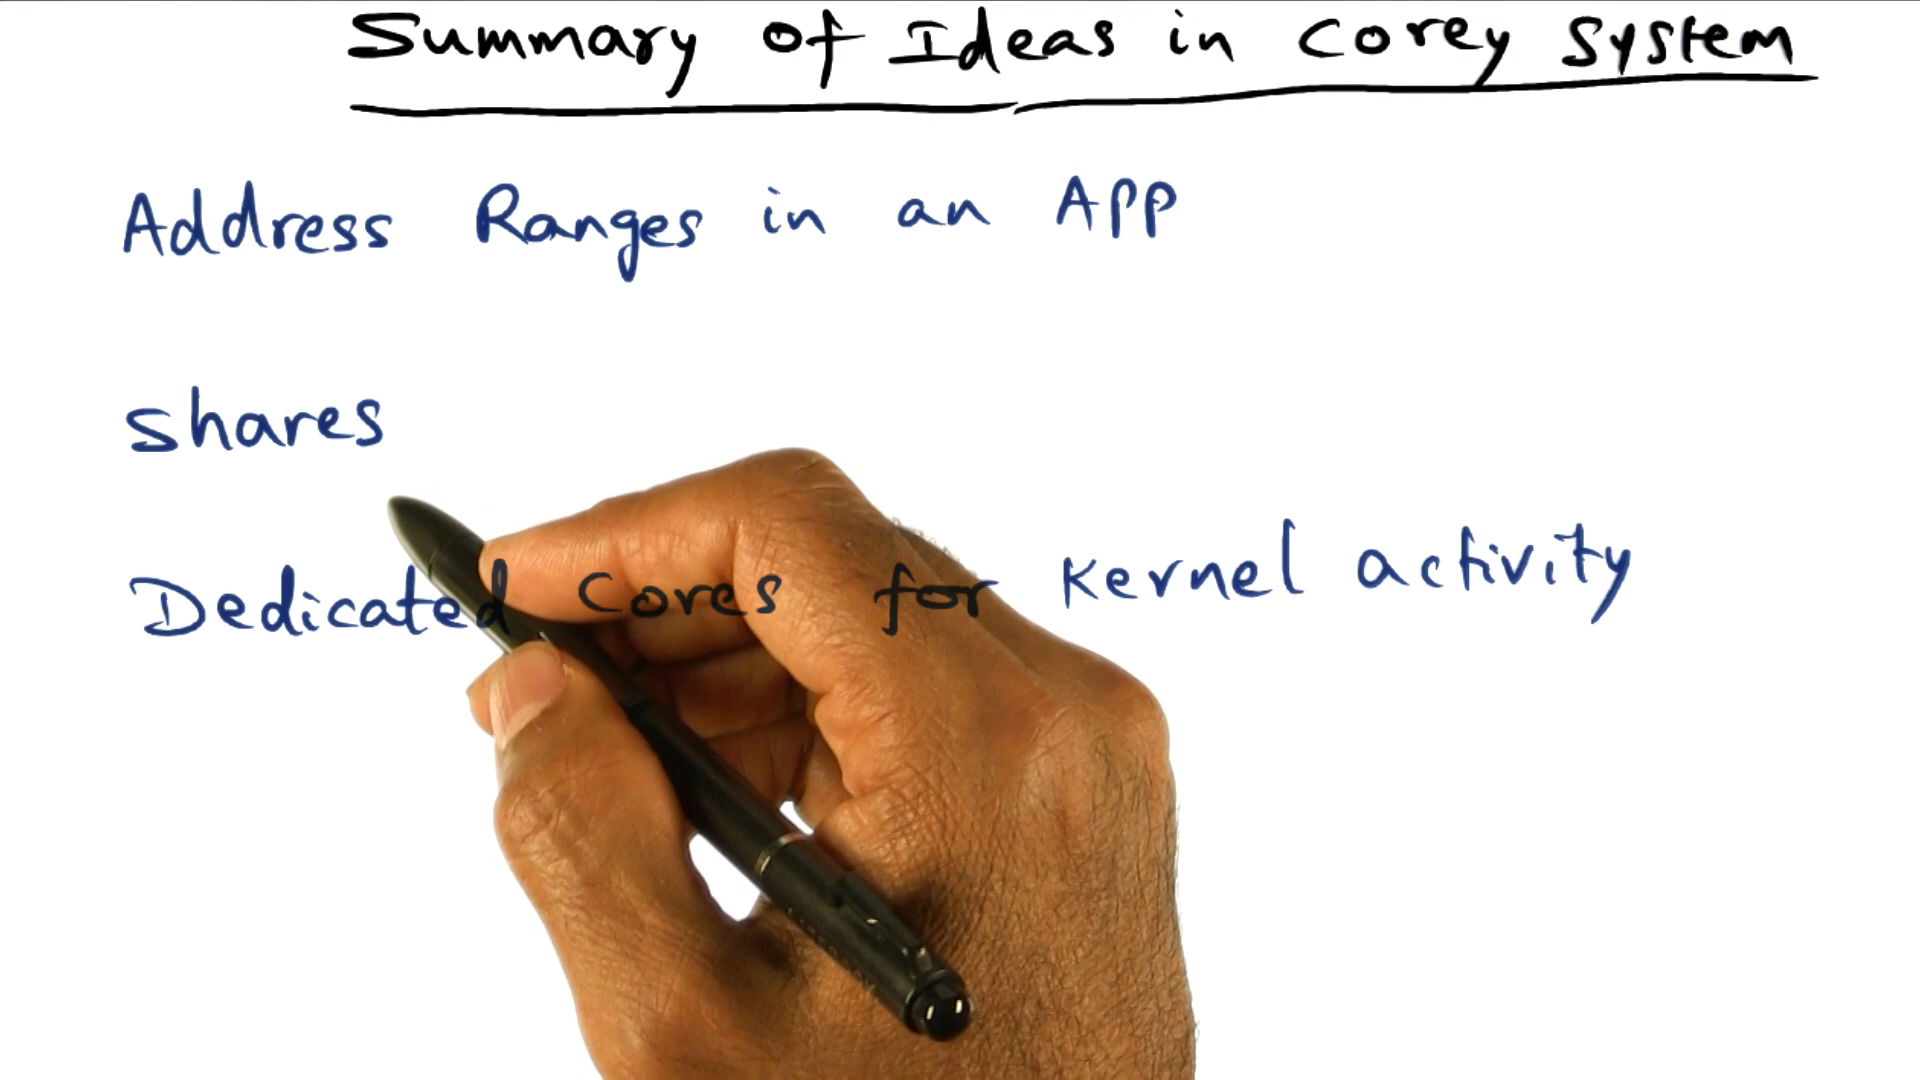 Summary of Ideas in Corey System
Address Ranges in an App
Shares
Dedicated Cores for Kernel activity